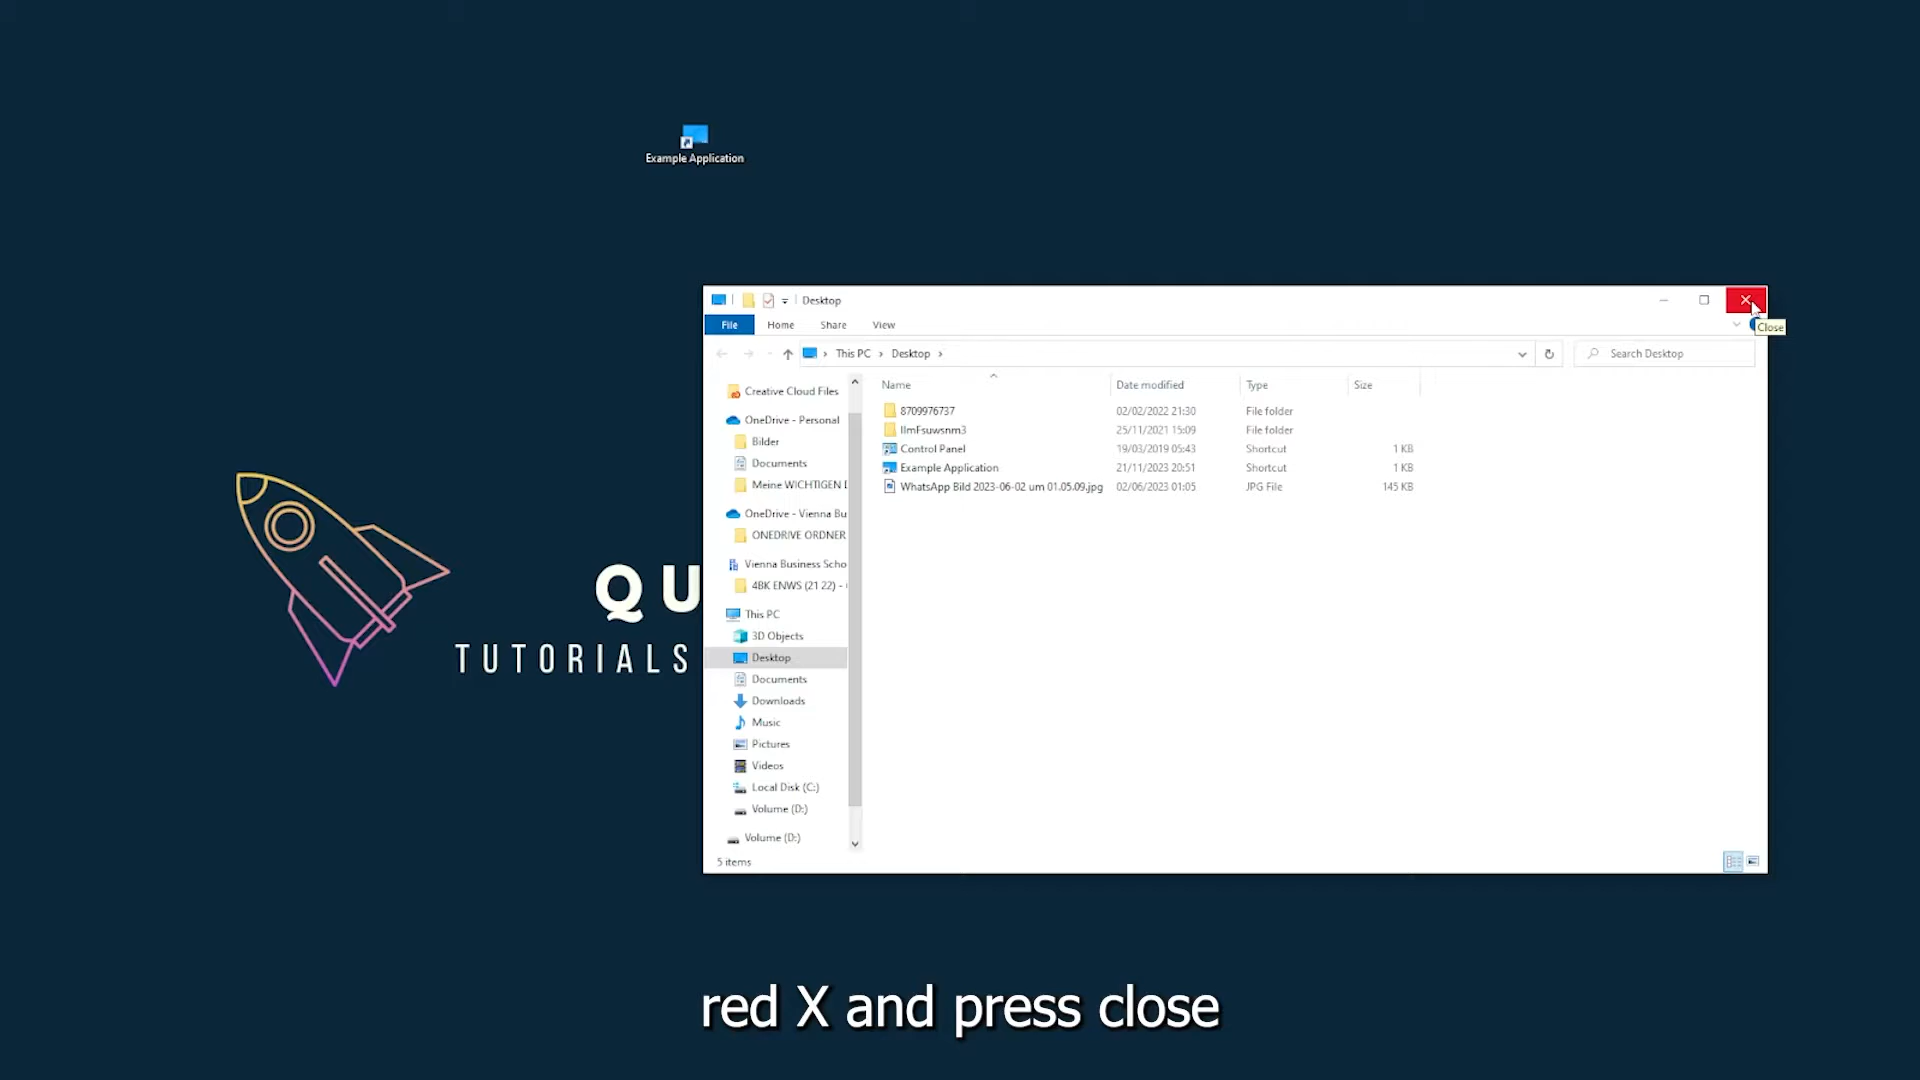 Example Application
Desktop
Close
File Home Share View
This PC Desktop
Search Desktop
Name Date modified Type Size
8709976737 02/02/2022 21:30 File folder
IImFsuwsnm3 25/11/2021 15:09 File folder
Control Panel 19/03/2019 05:43 Shortcut 1 KB
Example Application 21/11/2023 20:51 Shortcut 1 KB
WhatsApp Bild 2023-06-02 um 01.05.09.jpg 02/06/2023 01:05 JPG File 145 KB
Creative Cloud Files
OneDrive - Personal
Bilder
Documents
Meine WICHTIGEN
OneDrive - Vienna Bu
ONEDRIVE ORDNER
Vienna Business Scho
4BK ENWS (21 22) -
This PC
3D Objects
Desktop
Documents
Downloads
Music
Pictures
Videos
Local Disk (C:)
Volume (D:)
Volume (D:)
5 items
QU
TUTORIALS
red X and press close